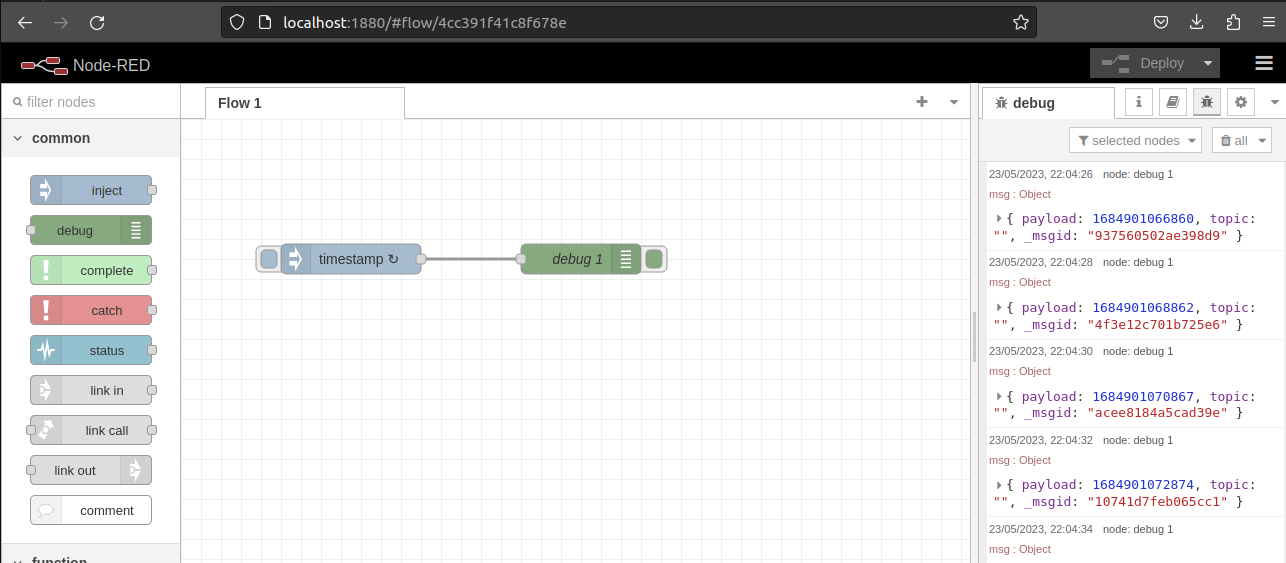 localhost:1880/#flow/4cc391f41c8f678e
Node-RED
Deploy
filter nodes
Flow 1
debug
common
selected nodes
all
inject
debug
complete
catch
status
link in
link call
link out
comment
function
timestamp ↻
debug 1
23/05/2023, 22:04:26 node: debug 1
msg : Object
{ payload: 1684901066860, topic:
"", _msgid: "937560502ae398d9" }
23/05/2023, 22:04:28 node: debug 1
msg : Object
{ payload: 1684901068862, topic:
"", _msgid: "4f3e12c701b725e6" }
23/05/2023, 22:04:30 node: debug 1
msg : Object
{ payload: 1684901070867, topic:
"", _msgid: "acee8184a5cad39e" }
23/05/2023, 22:04:32 node: debug 1
msg : Object
{ payload: 1684901072874, topic:
"", _msgid: "10741d7feb065cc1" }
23/05/2023, 22:04:34 node: debug 1
msg : Object